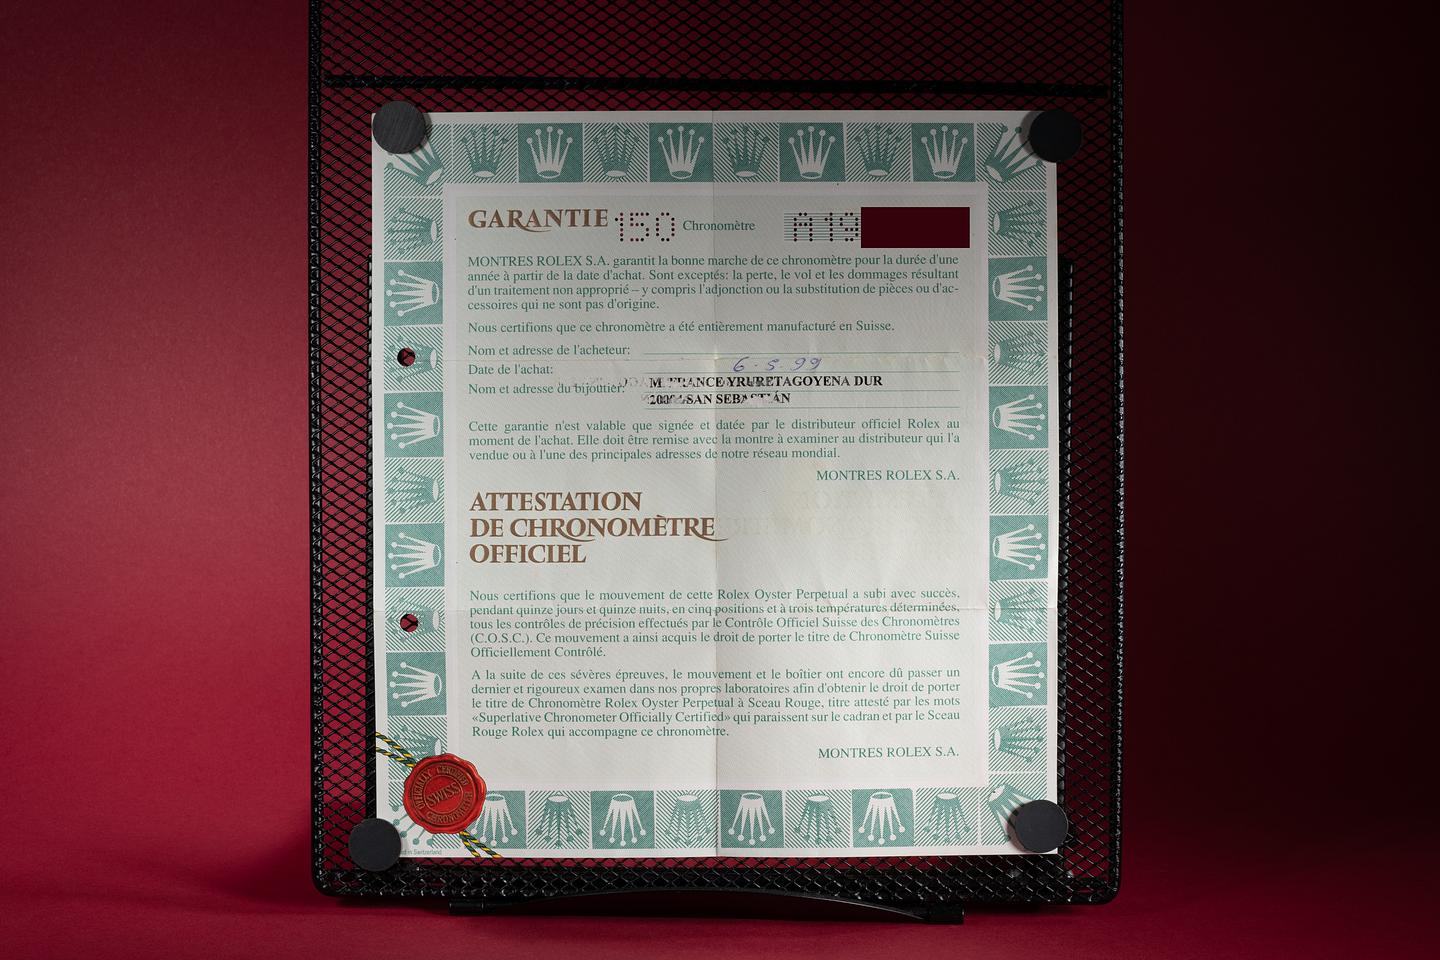 GARANTIE 150 Chronomètre A19
MONTRES ROLEX S.A. garantit la bonne marche de ce chronomètre pour la durée d'une
année à partir de la date d'achat. Sont exceptés: la perte, le vol et les dommages résultant
d'un traitement non approprié – y compris l'adjonction ou la substitution de pièces ou d'ac-
cessoires qui ne sont pas d'origine.
Nous certifions que ce chronomètre a été entièrement manufacturé en Suisse.
Nom et adresse de l'acheteur:
Date de l'achat: 6-5.99
Nom et adresse du bijoutier: M. FRANCE YRURETAGOYENA DUR
SAN SEBASTIÁN
Cette garantie n'est valable que signée et datée par le distributeur officiel Rolex au
moment de l'achat. Elle doit être remise avec la montre à examiner au distributeur qui l'a
vendue ou à l'une des principales adresses de notre réseau mondial.
MONTRES ROLEX S.A.
ATTESTATION
DE CHRONOMÈTRE
OFFICIEL
Nous certifions que le mouvement de cette Rolex Oyster Perpetual a subi avec succès,
pendant quinze jours et quinze nuits, en cinq positions et à trois températures déterminées,
tous les contrôles de précision effectués par le Contrôle Officiel Suisse des Chronomètres
(C.O.S.C.). Ce mouvement a ainsi acquis le droit de porter le titre de Chronomètre Suisse
Officiellement Contrôlé.
A la suite de ces sévères épreuves, le mouvement et le boîtier ont encore dû passer un
dernier et rigoureux examen dans nos propres laboratoires afin d'obtenir le droit de porter
le titre de Chronomètre Rolex Oyster Perpetual à Sceau Rouge, titre attesté par les mots
«Superlative Chronometer Officially Certified» qui paraissent sur le cadran et par le Sceau
Rouge Rolex qui accompagne ce chronomètre.
MONTRES ROLEX S.A.
OFFICIALLY CERTIFIED
SWISS
CHRONOMETER
in Switzerland